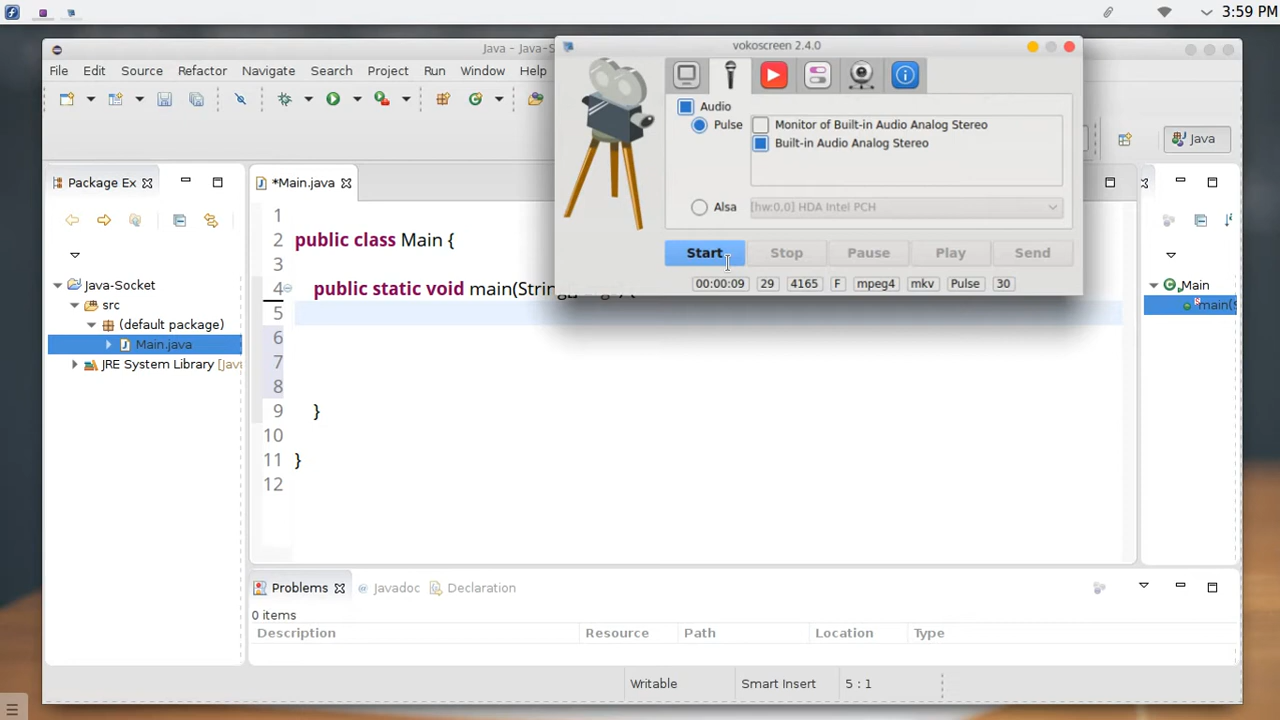 3:59 PM
Java - Java-S
vokoscreen 2.4.0
File Edit Source Refactor Navigate Search Project Run Window Help
Audio
Pulse
Monitor of Built-in Audio Analog Stereo
Built-in Audio Analog Stereo
Alsa
[hw:0,0] HDA Intel PCH
Start Stop Pause Play Send
00:00:09 29 4165 F mpeg4 mkv Pulse 30
Java
Package Ex
*Main.java
Java-Socket
src
(default package)
Main.java
JRE System Library [Jav
1
2 public class Main {
3
4 public static void main(String[]
5
6
7
8
9 }
10
11 }
12
Main
main(S
Problems Javadoc Declaration
0 items
Description Resource Path Location Type
Writable Smart Insert 5 : 1